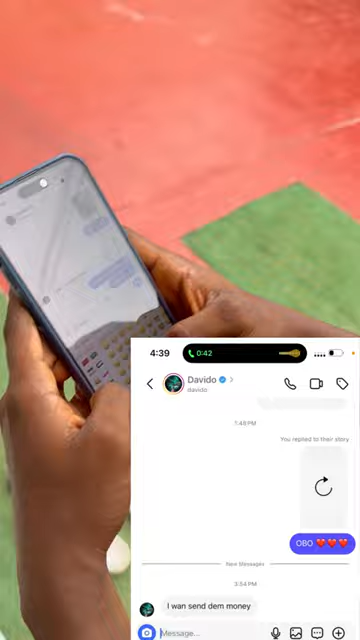 4:39
0:42
Davido
davido
7:48 PM
You replied to their story
OBO ❤️❤️❤️
New Messages
3:54 PM
I wan send dem money
Message...